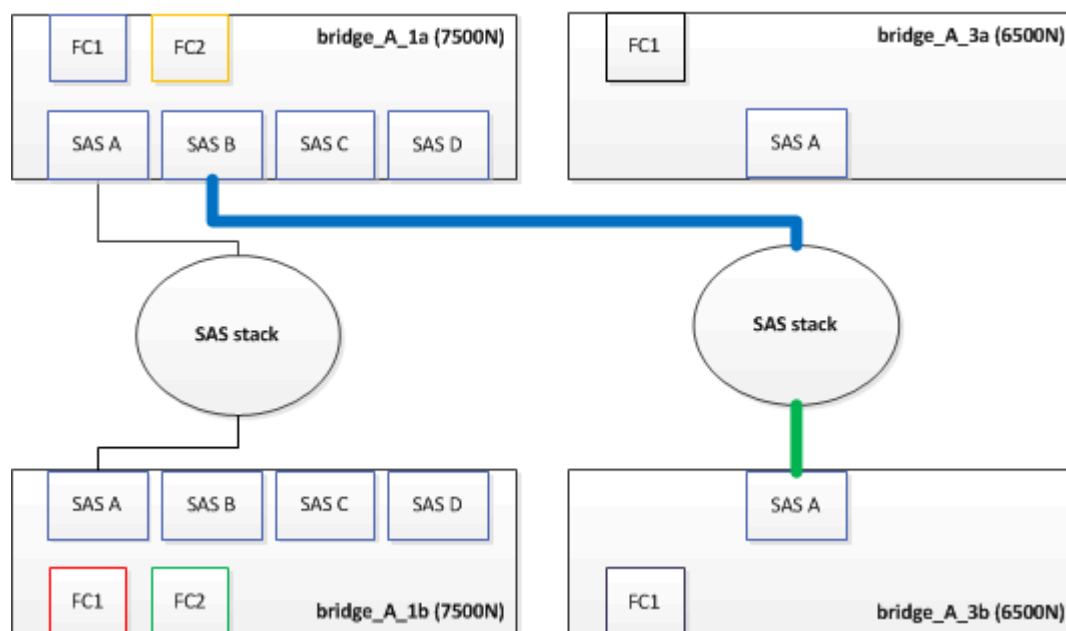 bridge_A_1a (7500N)
FC1
FC2
SAS A
SAS B
SAS C
SAS D
bridge_A_3a (6500N)
FC1
SAS A
SAS stack
SAS stack
SAS A
SAS B
SAS C
SAS D
FC1
FC2
bridge_A_1b (7500N)
SAS A
FC1
bridge_A_3b (6500N)